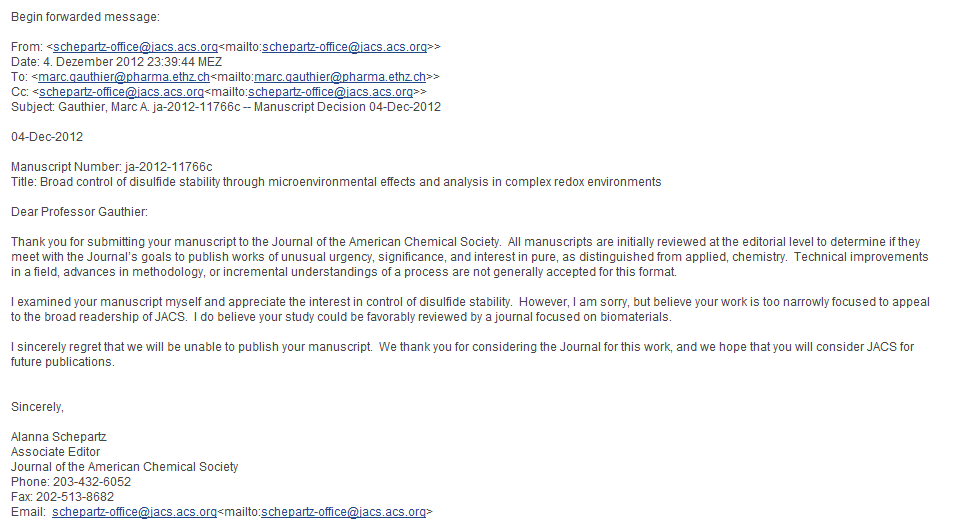 Begin forwarded message:
From: <schepartz-office@jacs.acs.org<mailto:schepartz-office@jacs.acs.org>>
Date: 4. Dezember 2012 23:39:44 MEZ
To: <marc.gauthier@pharma.ethz.ch<mailto:marc.gauthier@pharma.ethz.ch>>
Cc: <schepartz-office@jacs.acs.org<mailto:schepartz-office@jacs.acs.org>>
Subject: Gauthier, Marc A. ja-2012-11766c -- Manuscript Decision 04-Dec-2012
04-Dec-2012
Manuscript Number: ja-2012-11766c
Title: Broad control of disulfide stability through microenvironmental effects and analysis in complex redox environments
Dear Professor Gauthier:
Thank you for submitting your manuscript to the Journal of the American Chemical Society.  All manuscripts are initially reviewed at the editorial level to determine if they
meet with the Journal's goals to publish works of unusual urgency, significance, and interest in pure, as distinguished from applied, chemistry.  Technical improvements
in a field, advances in methodology, or incremental understandings of a process are not generally accepted for this format.
I examined your manuscript myself and appreciate the interest in control of disulfide stability.  However, I am sorry, but believe your work is too narrowly focused to appeal
to the broad readership of JACS.  I do believe your study could be favorably reviewed by a journal focused on biomaterials.
I sincerely regret that we will be unable to publish your manuscript.  We thank you for considering the Journal for this work, and we hope that you will consider JACS for
future publications.
Sincerely,
Alanna Schepartz
Associate Editor
Journal of the American Chemical Society
Phone: 203-432-6052
Fax: 202-513-8682
Email:  schepartz-office@jacs.acs.org<mailto:schepartz-office@jacs.acs.org>